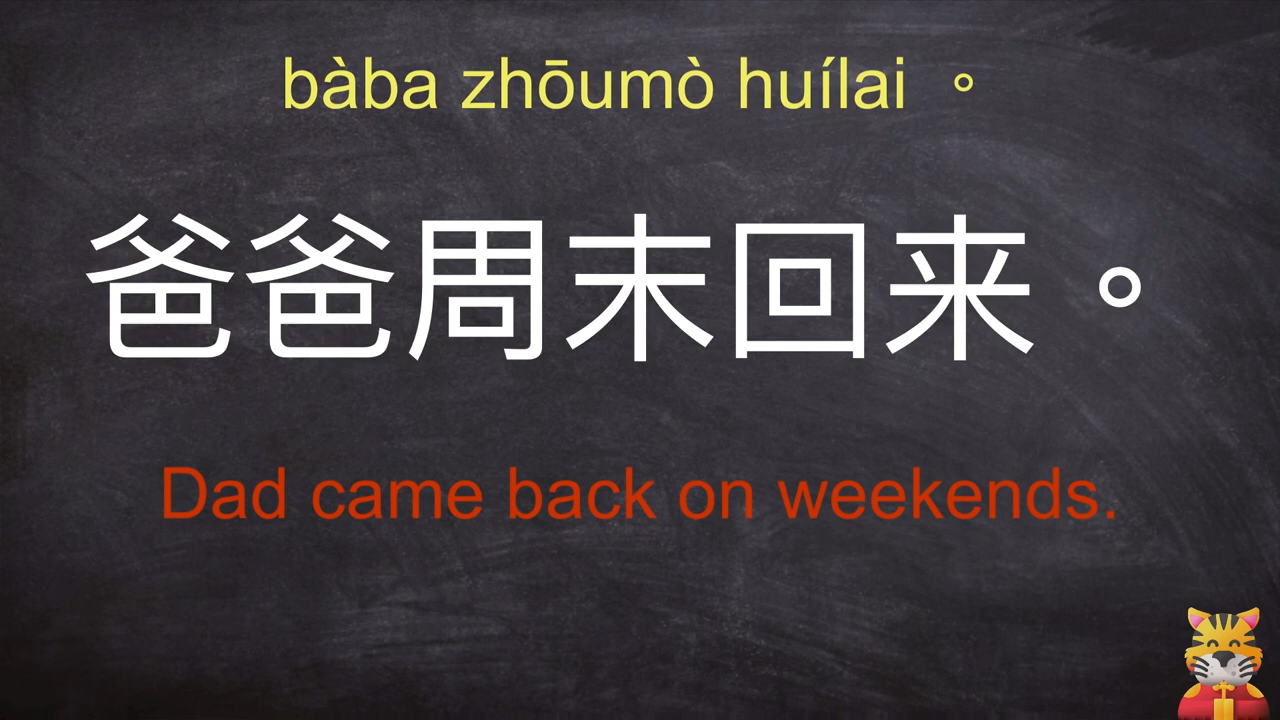 bàba zhōumò huílai 。
爸爸周末回来。
Dad came back on weekends.